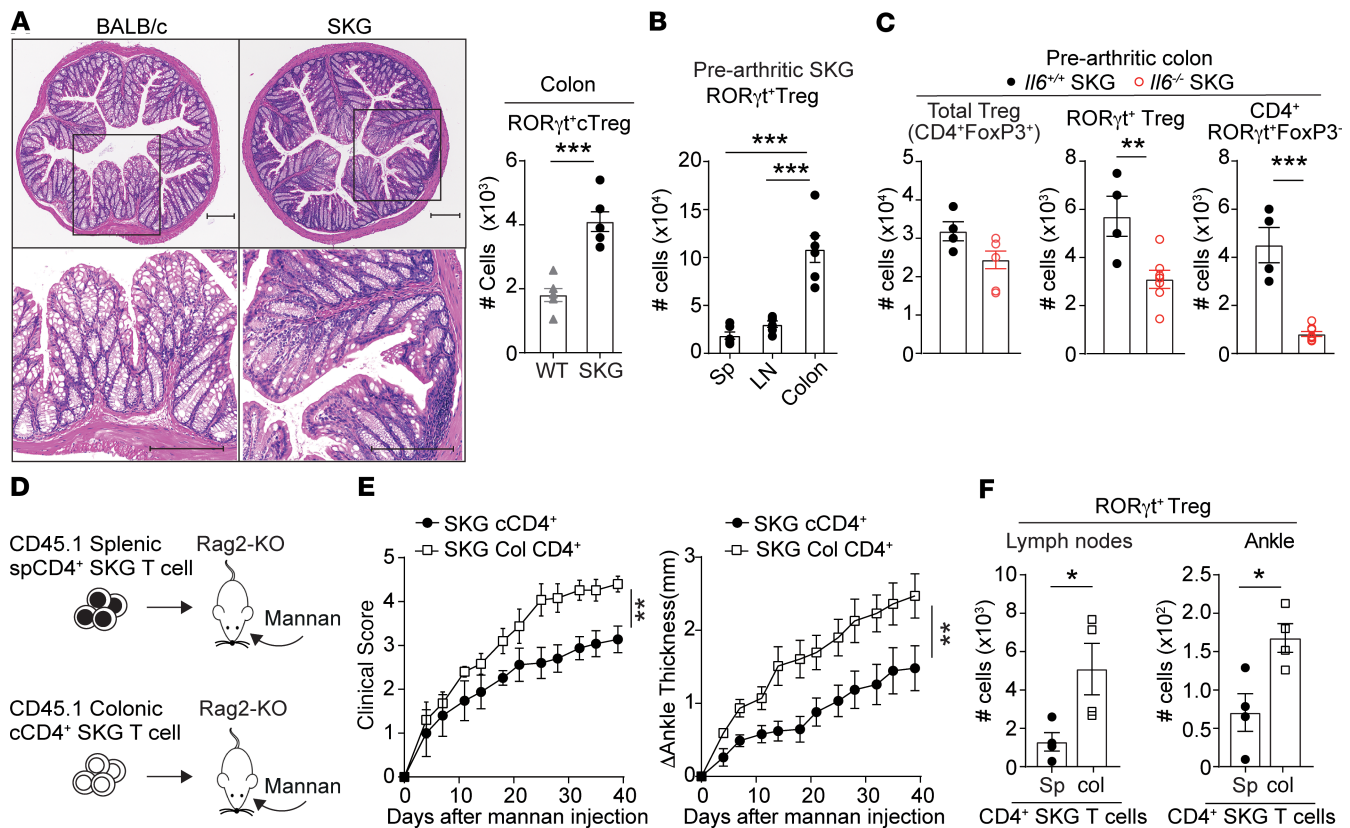 A
BALB/c
SKG
Colon
RORγt⁺cTreg
***
# Cells (x10³)
6
4
2
0
WT SKG
B
Pre-arthritic SKG
RORγt⁺Treg
***
***
# cells (x10⁴)
20
15
10
5
0
Sp
LN
Colon
C
Pre-arthritic colon
Il6⁺/⁺ SKG
Il6⁻/⁻ SKG
Total Treg
(CD4⁺FoxP3⁺)
# cells (x10⁴)
5
4
3
2
1
0
RORγt⁺ Treg
**
# cells (x10³)
8
6
4
2
0
CD4⁺
RORγt⁺FoxP3⁻
***
# cells (x10³)
8
6
4
2
0
D
CD45.1 Splenic
spCD4⁺ SKG T cell
Rag2-KO
Mannan
CD45.1 Colonic
cCD4⁺ SKG T cell
Rag2-KO
Mannan
E
SKG cCD4⁺
SKG Col CD4⁺
Clinical Score
5
4
3
2
1
0
**
0 10 20 30 40
Days after mannan injection
SKG cCD4⁺
SKG Col CD4⁺
ΔAnkle Thickness(mm)
3
2
1
0
**
0 10 20 30 40
Days after mannan injection
F
RORγt⁺ Treg
Lymph nodes
*
# cells (x10³)
10
8
6
4
2
0
Sp col
CD4⁺ SKG T cells
Ankle
*
# cells (x10²)
2.5
2.0
1.5
1.0
0.5
0
Sp col
CD4⁺ SKG T cells